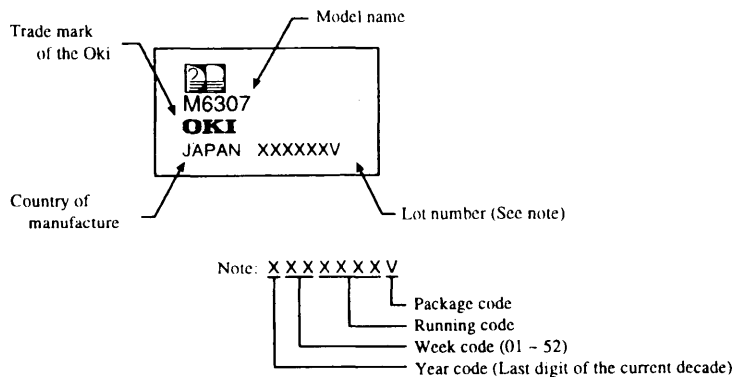 Model name
Trade mark
of the Oki
M6307
OKI
JAPAN XXXXXXV
Country of
manufacture
Lot number (See note)
Note: X X X X X X X V
Package code
Running code
Week code (01 ~ 52)
Year code (Last digit of the current decade)